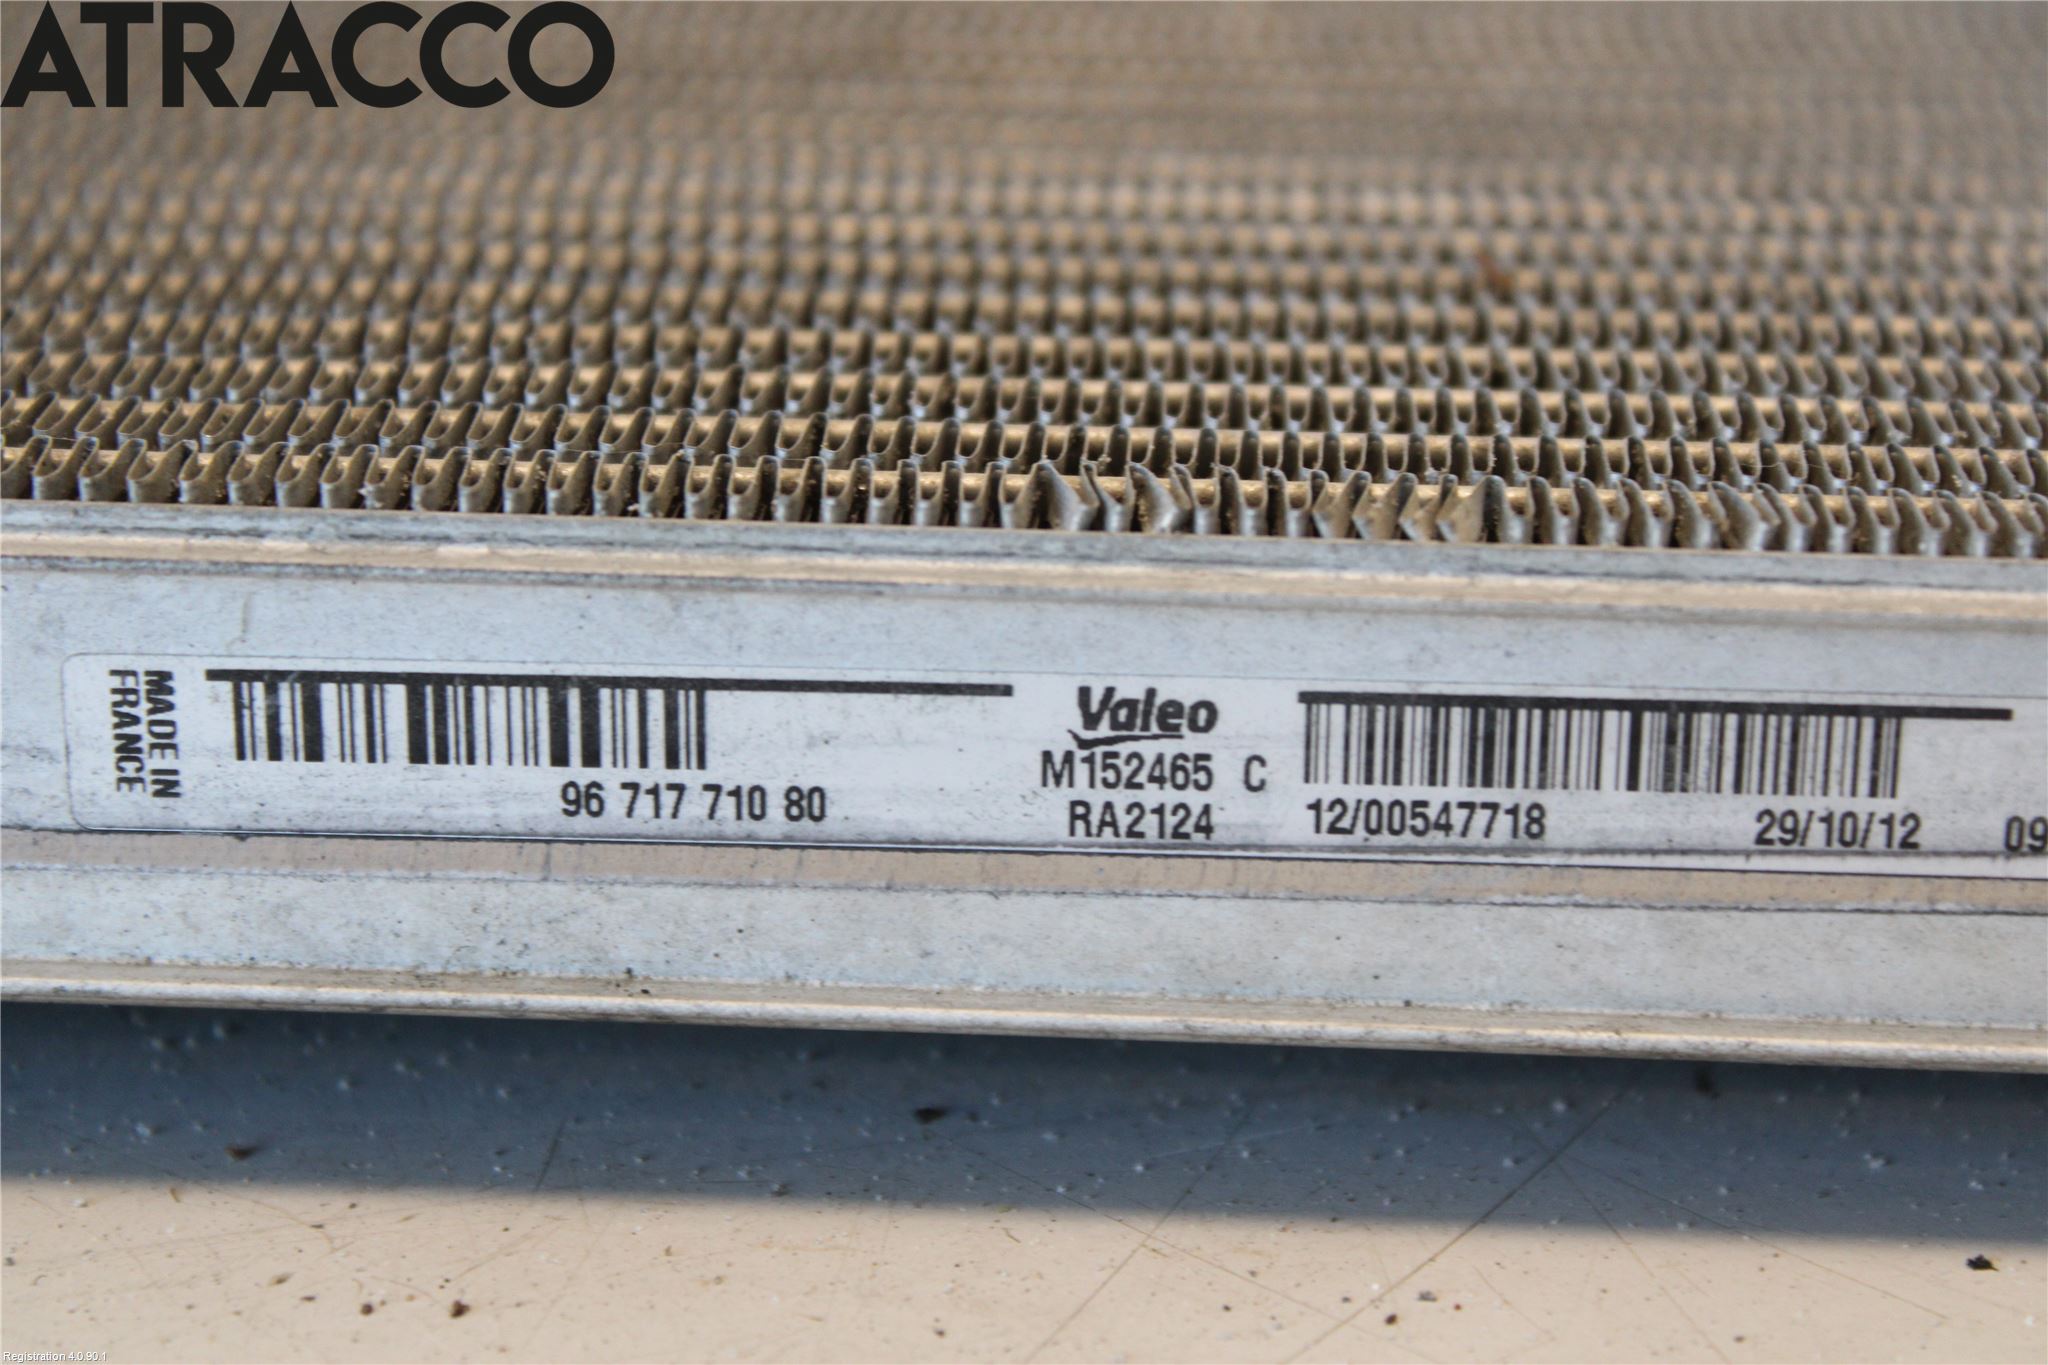 ATRACCO
MADE IN
FRANCE
96 717 710 80
Valeo
M152465 C
RA2124
12/00547718
29/10/12
09
Registration 4.0.90.1